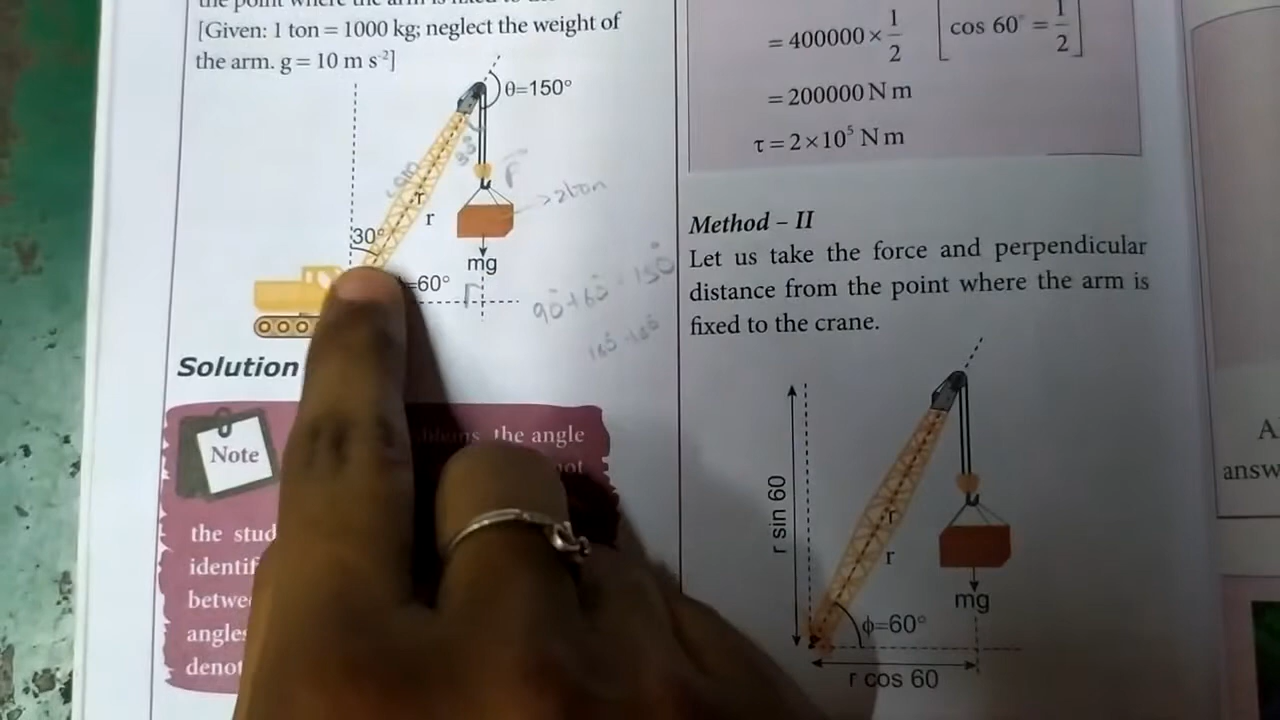 [Given: 1 ton = 1000 kg; neglect the weight of
the arm. g = 10 m s⁻²]
θ=150°
30
r
r
F
2ton
30°
mg
=60°
90+60=150
Solution
Note
the angle
the stud
identif
betwe
angles
denot
= 400000 × 1/2 [cos 60° = 1/2]
= 200000 N m
τ = 2×10⁵ N m
Method – II
Let us take the force and perpendicular
distance from the point where the arm is
fixed to the crane.
r sin 60
r
r
mg
ϕ=60°
r cos 60
A
answ